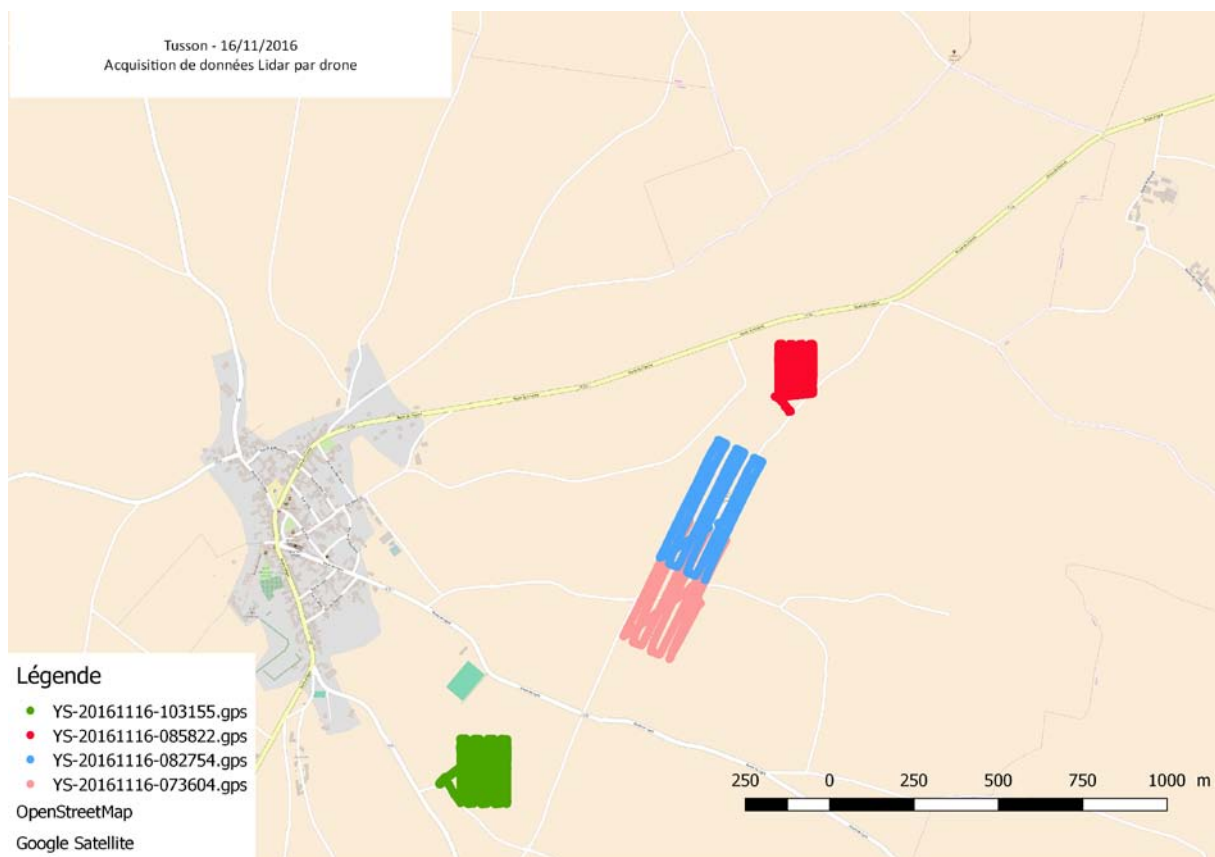 Tusson - 16/11/2016
Acquisition de données Lidar par drone
Légende
YS-20161116-103155.gps
YS-20161116-085822.gps
YS-20161116-082754.gps
YS-20161116-073604.gps
OpenStreetMap
Google Satellite
250 0 250 500 750 1000 m